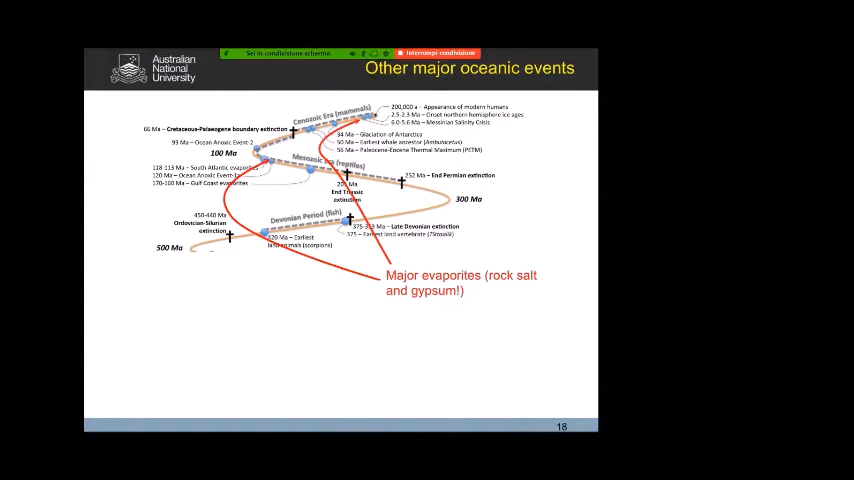 Sei in condivisione schermo
Interrompi condivisione
Australian
National
University
Other major oceanic events
Cenozoic Era (mammals)
200,000 a – Appearance of modern humans
2.5-2.3 Ma – Onset northern hemisphere ice ages
6.0-5.6 Ma – Messinian Salinity Crisis
66 Ma – Cretaceous-Palaeogene boundary extinction
34 Ma – Glaciation of Antarctica
93 Ma – Ocean Anoxic Event-2
50 Ma – Earliest whale ancestor (Ambulocetus)
56 Ma – Paleocene-Eocene Thermal Maximum (PETM)
100 Ma
Mesozoic Era (reptiles)
118-113 Ma – South Atlantic evaporites
120 Ma – Ocean Anoxic Event-1a
170-160 Ma – Gulf Coast evaporites
252 Ma – End Permian extinction
Ma
End Triassic
extinction
300 Ma
Devonian Period (fish)
450-440 Ma
Ordovician-Silurian
extinction
375-359 Ma – Late Devonian extinction
375 – Earliest land vertebrate (Tiktaalik)
420 Ma – Earliest
land animals (scorpions)
500 Ma
Major evaporites (rock salt
and gypsum!)
18